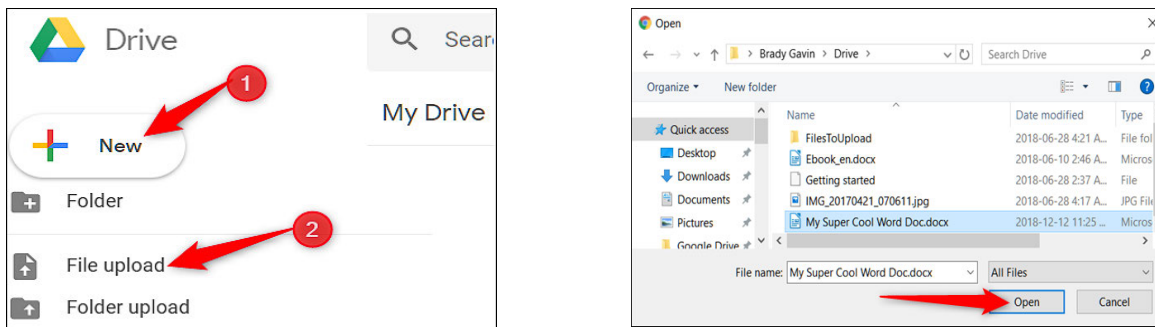 Drive
Sear
1
My Drive
New
Folder
2
File upload
Folder upload
Open
Brady Gavin > Drive >
Search Drive
Organize
New folder
Name
Date modified
Type
Quick access
FilesToUpload
2018-06-28 4:21 A...
File fol
Desktop
Ebook_en.docx
2018-06-10 2:46 A...
Micros
Downloads
Getting started
2018-06-28 2:37 A...
File
Documents
IMG_20170421_070611.jpg
2018-06-28 4:17 A...
JPG File
Pictures
My Super Cool Word Doc.docx
2018-12-12 11:25 ...
Micros
Google Drive
File name:
My Super Cool Word Doc.docx
All Files
Open
Cancel